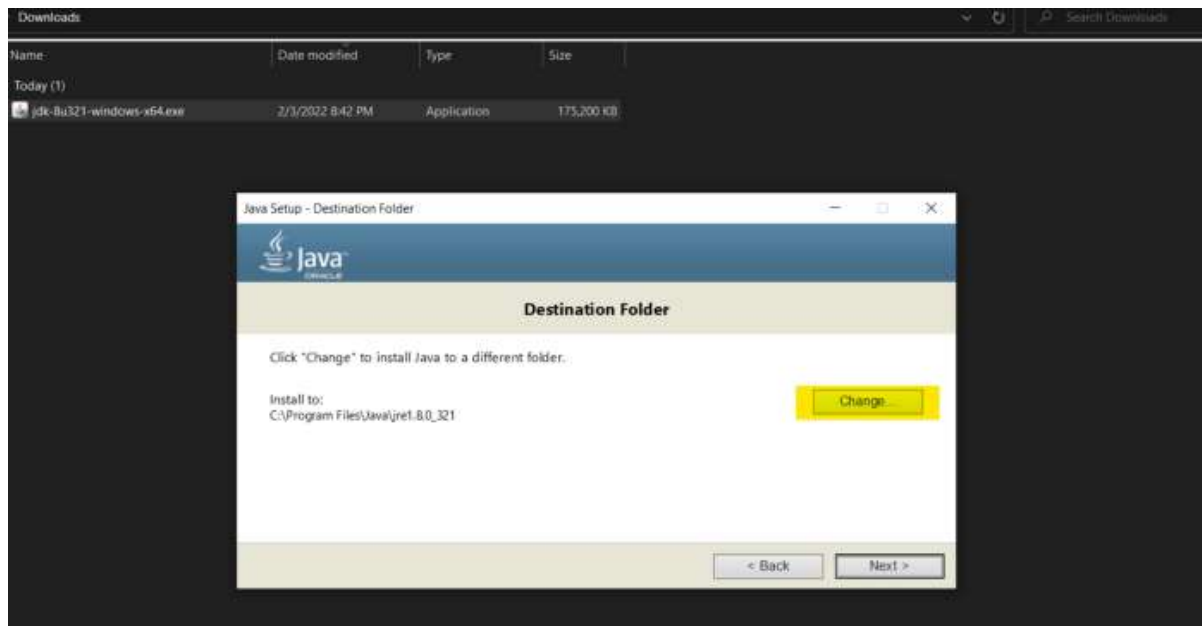 Downloads
Search Downloads
Name Date modified Type Size
Today (1)
jdk-8u321-windows-x64.exe 2/3/2022 8:42 PM Application 175,200 KB
Java Setup - Destination Folder
Java
ORACLE
Destination Folder
Click "Change" to install Java to a different folder.
Install to:
C:\Program Files\Java\jre1.8.0_321
Change...
< Back
Next >